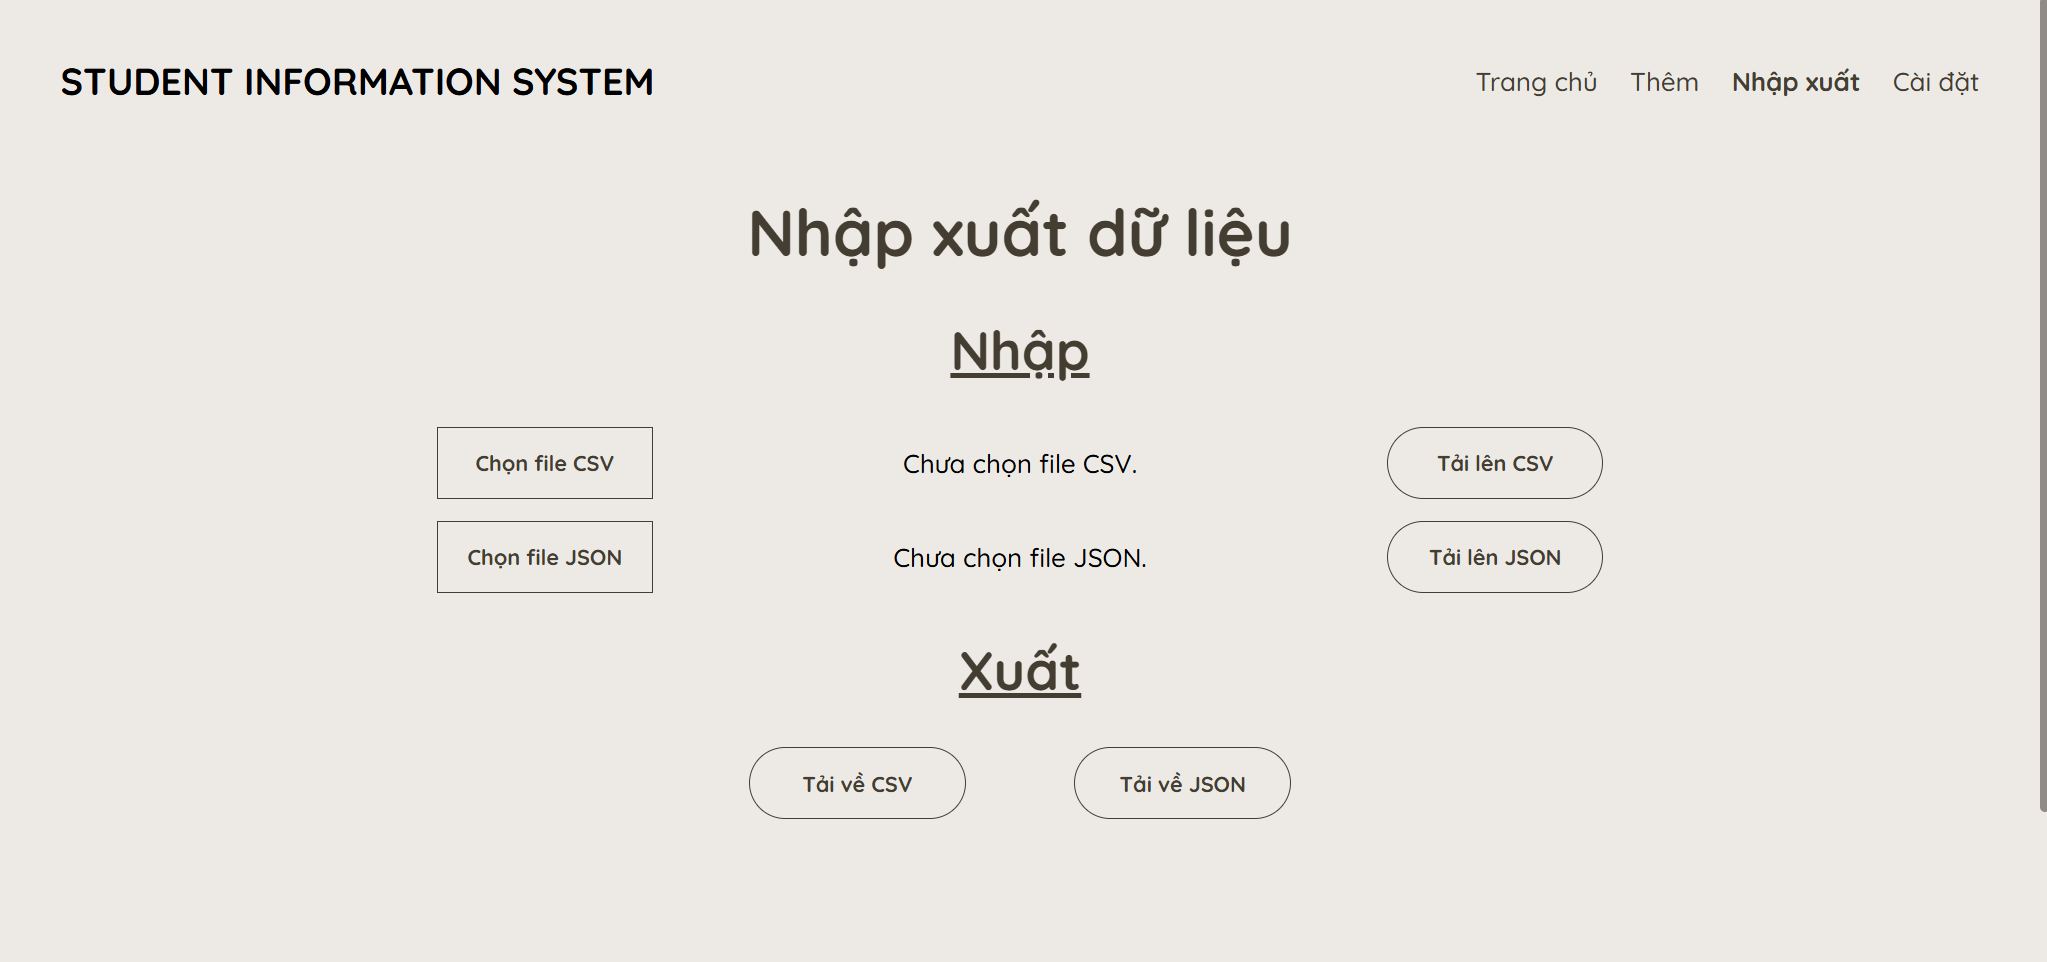 STUDENT INFORMATION SYSTEM
Trang chủ Thêm Nhập xuất Cài đặt
Nhập xuất dữ liệu
Nhập
Chọn file CSV Chưa chọn file CSV. Tải lên CSV
Chọn file JSON Chưa chọn file JSON. Tải lên JSON
Xuất
Tải về CSV Tải về JSON